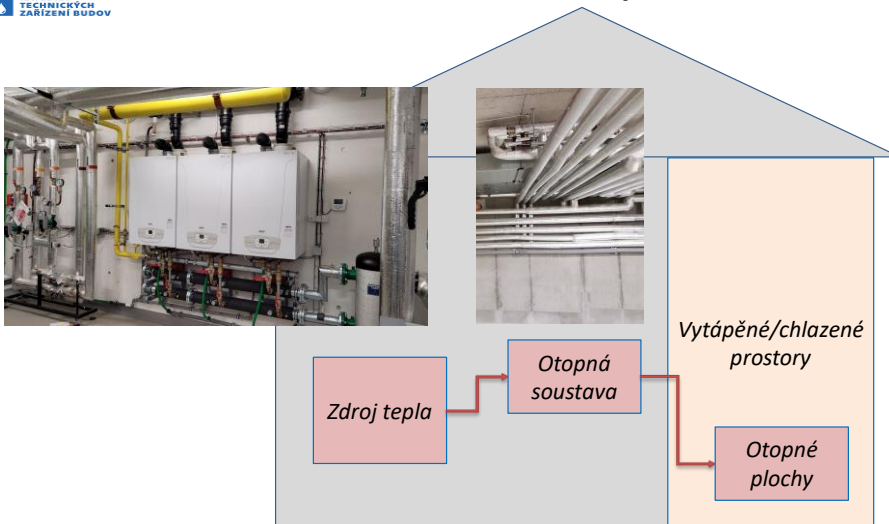 TECHNICKÝCH
ZAŘÍZENÍ BUDOV
Vytápěné/chlazené
prostory
Otopná
soustava
Zdroj tepla
Otopné
plochy